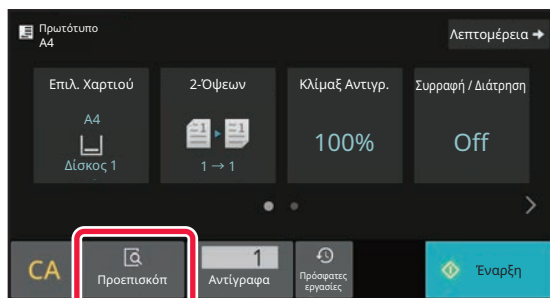 Πρωτότυπο
A4
Λεπτομέρεια
Επιλ. Χαρτιού
A4
Δίσκος 1
2-Όψεων
1 → 1
Κλίμαξ Αντιγρ.
100%
Συρραφή / Διάτρηση
Off
CA
Προεπισκόπ
1
Αντίγραφα
Πρόσφατες
εργασίες
Έναρξη